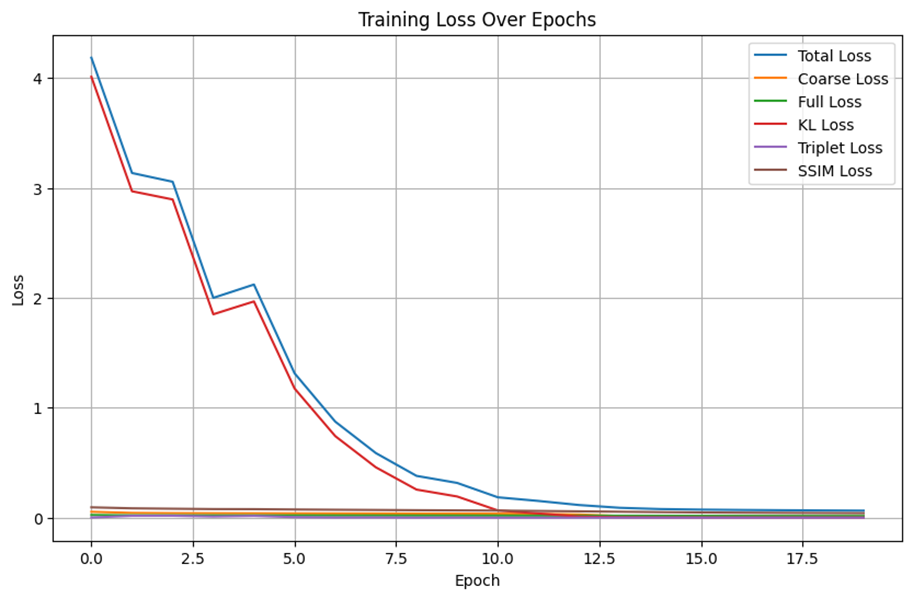 Training Loss Over Epochs
Total Loss
Coarse Loss
Full Loss
KL Loss
Triplet Loss
SSIM Loss
4
3
2
1
0
Loss
0.0 2.5 5.0 7.5 10.0 12.5 15.0 17.5
Epoch